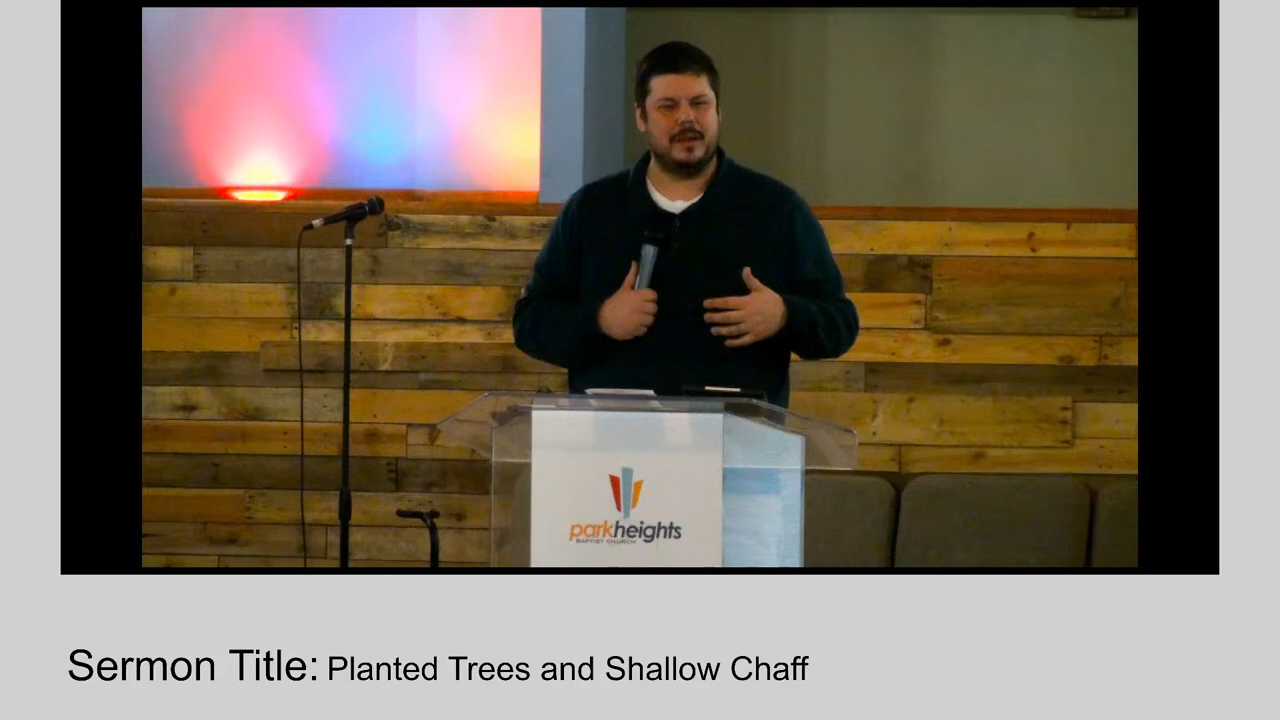 parkheights
BAPTIST CHURCH
Sermon Title: Planted Trees and Shallow Chaff